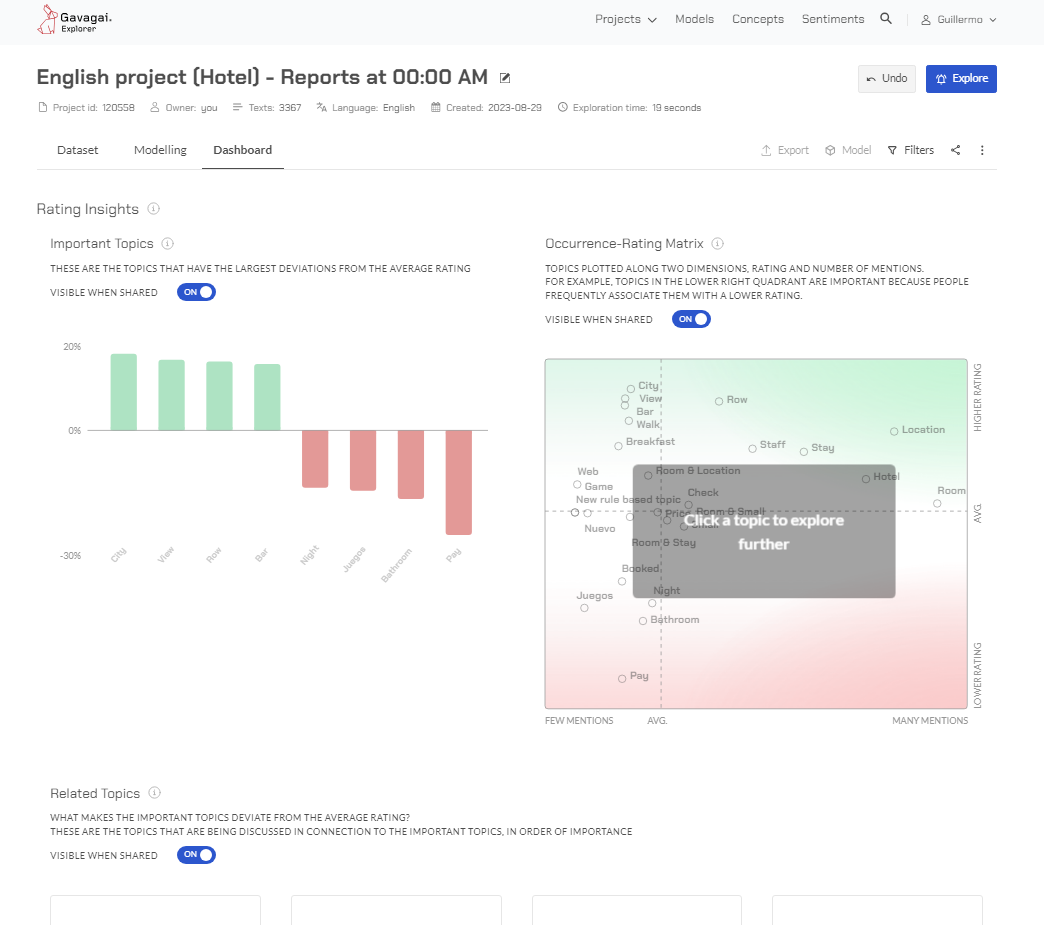 Gavagai.
Explorer
Projects Models Concepts Sentiments Guillermo
English project (Hotel) - Reports at 00:00 AM
Undo Explore
Project id: 120558 Owner: you Texts: 3367 Language: English Created: 2023-08-29 Exploration time: 19 seconds
Dataset Modelling Dashboard
Export Model Filters
Rating Insights
Important Topics
THESE ARE THE TOPICS THAT HAVE THE LARGEST DEVIATIONS FROM THE AVERAGE RATING
VISIBLE WHEN SHARED ON
20%
0%
-30%
City View Row Bar Night Juegos Bathroom Pay
Occurrence-Rating Matrix
TOPICS PLOTTED ALONG TWO DIMENSIONS, RATING AND NUMBER OF MENTIONS.
FOR EXAMPLE, TOPICS IN THE LOWER RIGHT QUADRANT ARE IMPORTANT BECAUSE PEOPLE
FREQUENTLY ASSOCIATE THEM WITH A LOWER RATING.
VISIBLE WHEN SHARED ON
City
View
Row
Bar
Walk
Location
Breakfast
Staff
Stay
Web
Room & Location
Hotel
Game
Check
Room
New rule based topic
Price
Room & Small
Small
Nuevo
Click a topic to explore
further
Room & Stay
Booked
Night
Juegos
Bathroom
Pay
HIGHER RATING
AVG.
LOWER RATING
FEW MENTIONS AVG. MANY MENTIONS
Related Topics
WHAT MAKES THE IMPORTANT TOPICS DEVIATE FROM THE AVERAGE RATING?
THESE ARE THE TOPICS THAT ARE BEING DISCUSSED IN CONNECTION TO THE IMPORTANT TOPICS, IN ORDER OF IMPORTANCE
VISIBLE WHEN SHARED ON